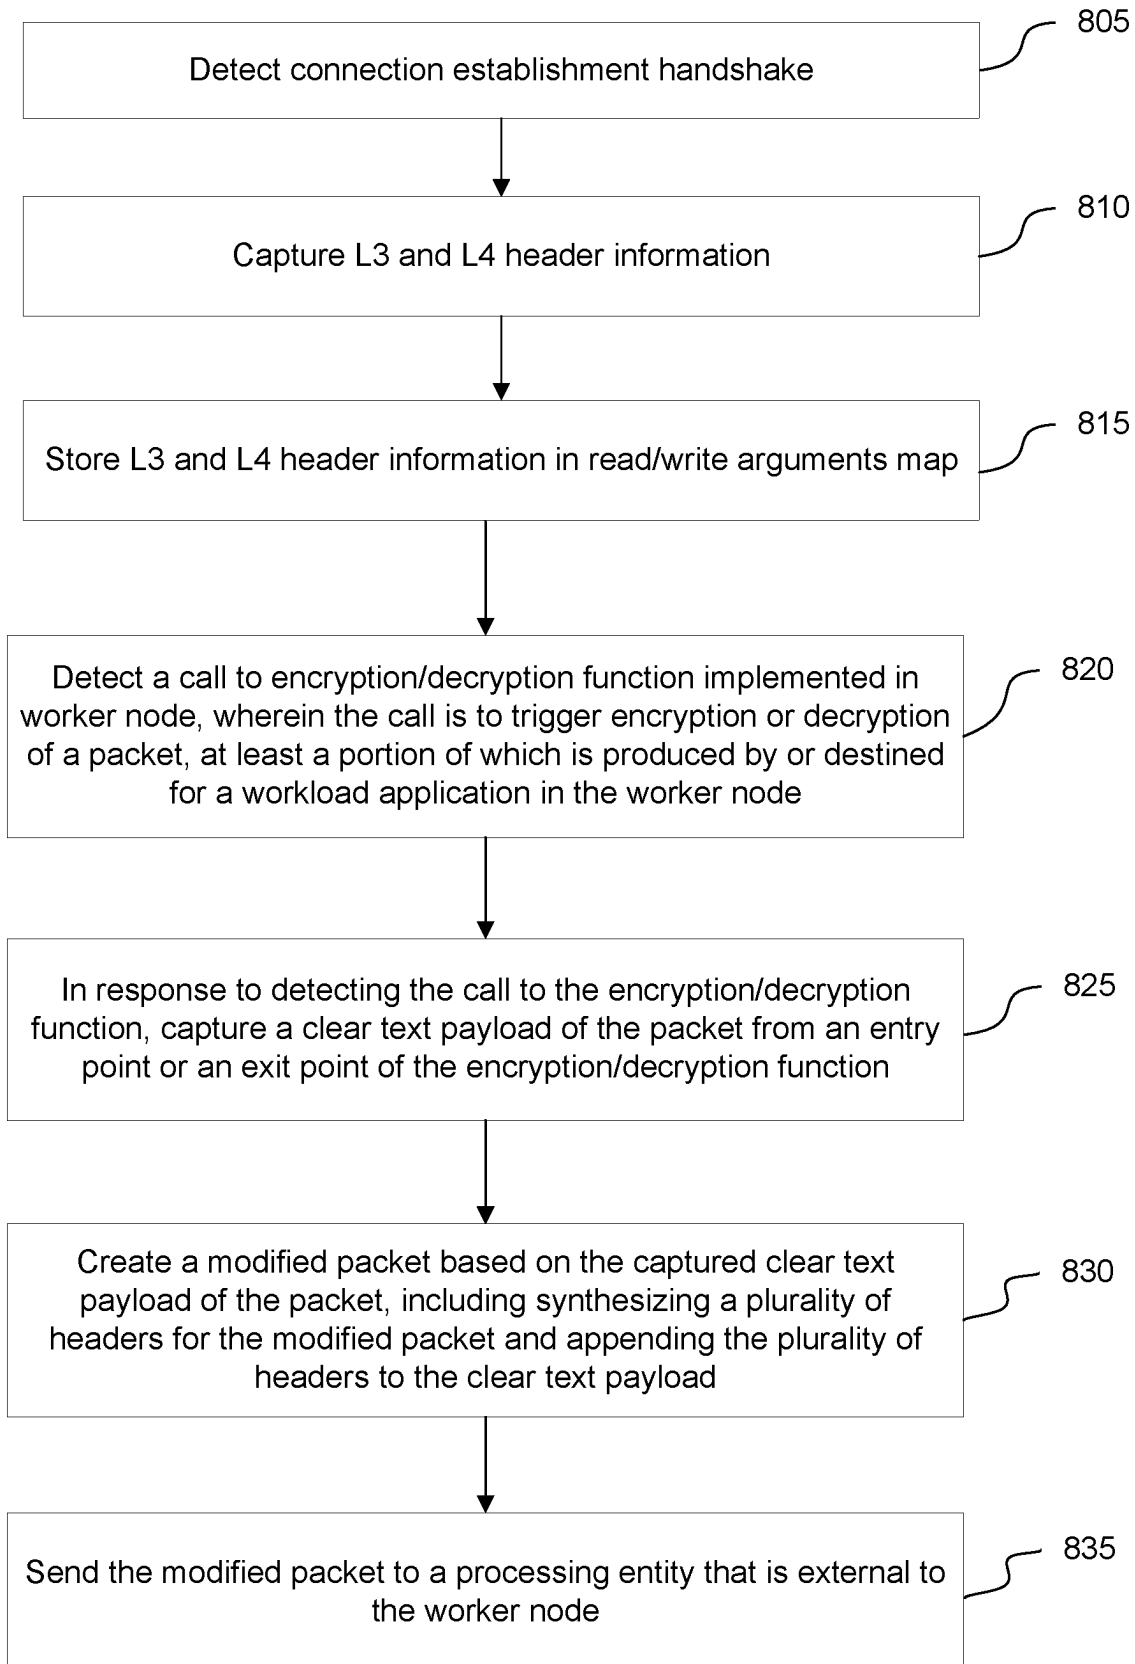 805
Detect connection establishment handshake
810
Capture L3 and L4 header information
815
Store L3 and L4 header information in read/write arguments map
820
Detect a call to encryption/decryption function implemented in
worker node, wherein the call is to trigger encryption or decryption
of a packet, at least a portion of which is produced by or destined
for a workload application in the worker node
825
In response to detecting the call to the encryption/decryption
function, capture a clear text payload of the packet from an entry
point or an exit point of the encryption/decryption function
830
Create a modified packet based on the captured clear text
payload of the packet, including synthesizing a plurality of
headers for the modified packet and appending the plurality of
headers to the clear text payload
835
Send the modified packet to a processing entity that is external to
the worker node